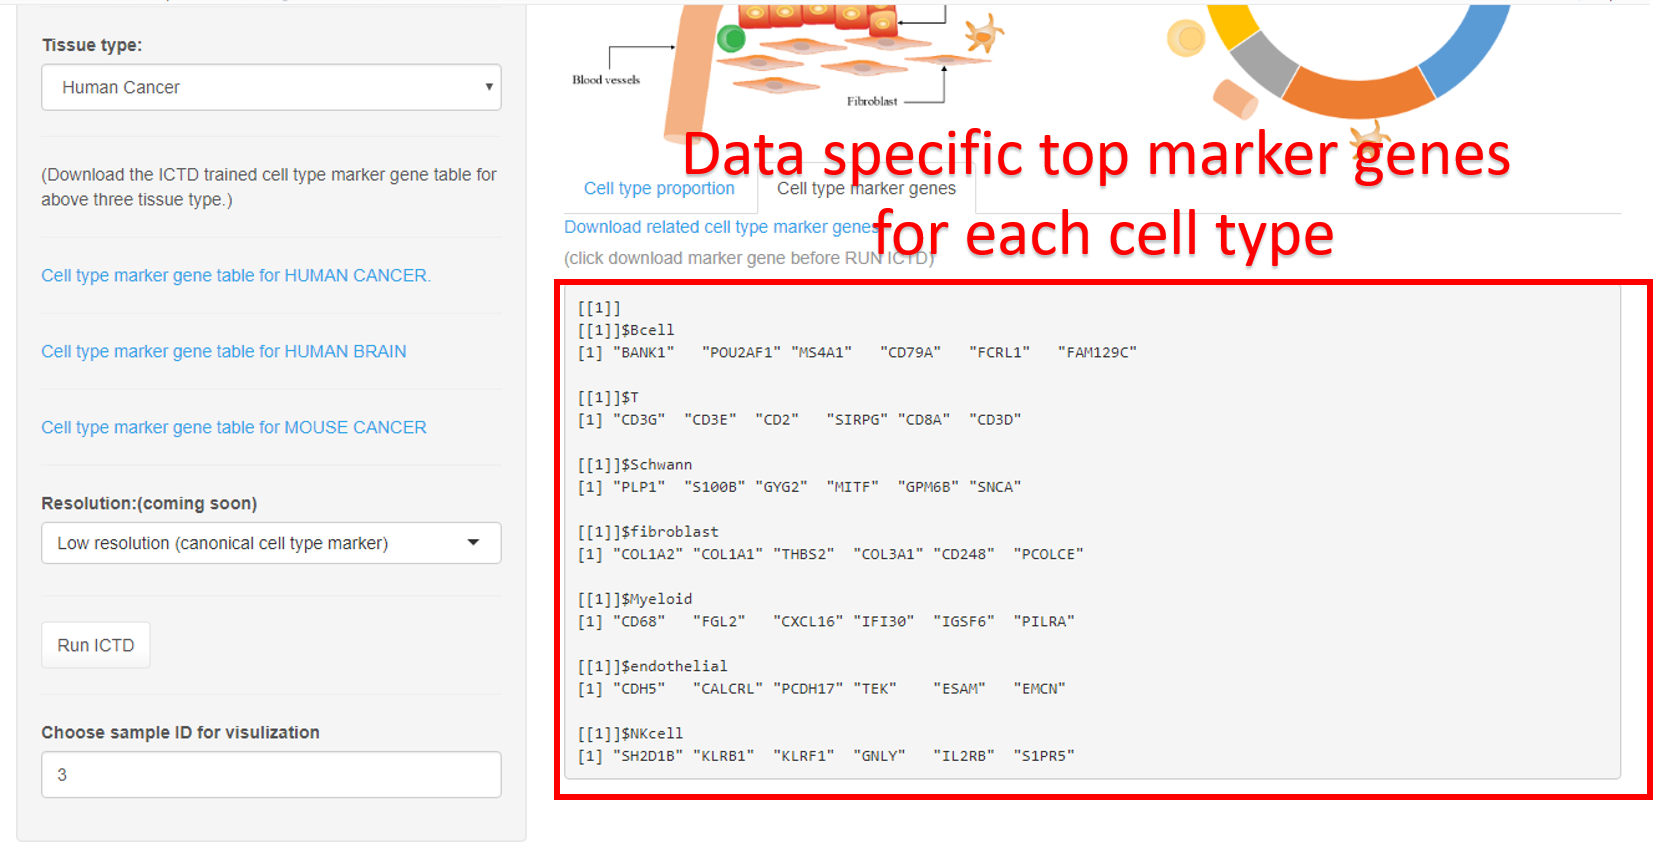 Tissue type:
Human Cancer
(Download the ICTD trained cell type marker gene table for
above three tissue type.)
Cell type marker gene table for HUMAN CANCER.
Cell type marker gene table for HUMAN BRAIN
Cell type marker gene table for MOUSE CANCER
Resolution:(coming soon)
Low resolution (canonical cell type marker)
Run ICTD
Choose sample ID for visulization
3
Blood vessels
Fibroblast
Data specific top marker genes
for each cell type
Cell type proportion
Cell type marker genes
Download related cell type marker genes
(click download marker gene before RUN ICTD)
[[1]]
[[1]]$Bcell
[1] "BANK1" "POU2AF1" "MS4A1" "CD79A" "FCRL1" "FAM129C"
[[1]]$T
[1] "CD3G" "CD3E" "CD2" "SIRPG" "CD8A" "CD3D"
[[1]]$Schwann
[1] "PLP1" "S100B" "GYG2" "MITF" "GPM6B" "SNCA"
[[1]]$fibroblast
[1] "COL1A2" "COL1A1" "THBS2" "COL3A1" "CD248" "PCOLCE"
[[1]]$Myeloid
[1] "CD68" "FGL2" "CXCL16" "IFI30" "IGSF6" "PILRA"
[[1]]$endothelial
[1] "CDH5" "CALCRL" "PCDH17" "TEK" "ESAM" "EMCN"
[[1]]$NKcell
[1] "SH2D1B" "KLRB1" "KLRF1" "GNLY" "IL2RB" "S1PR5"